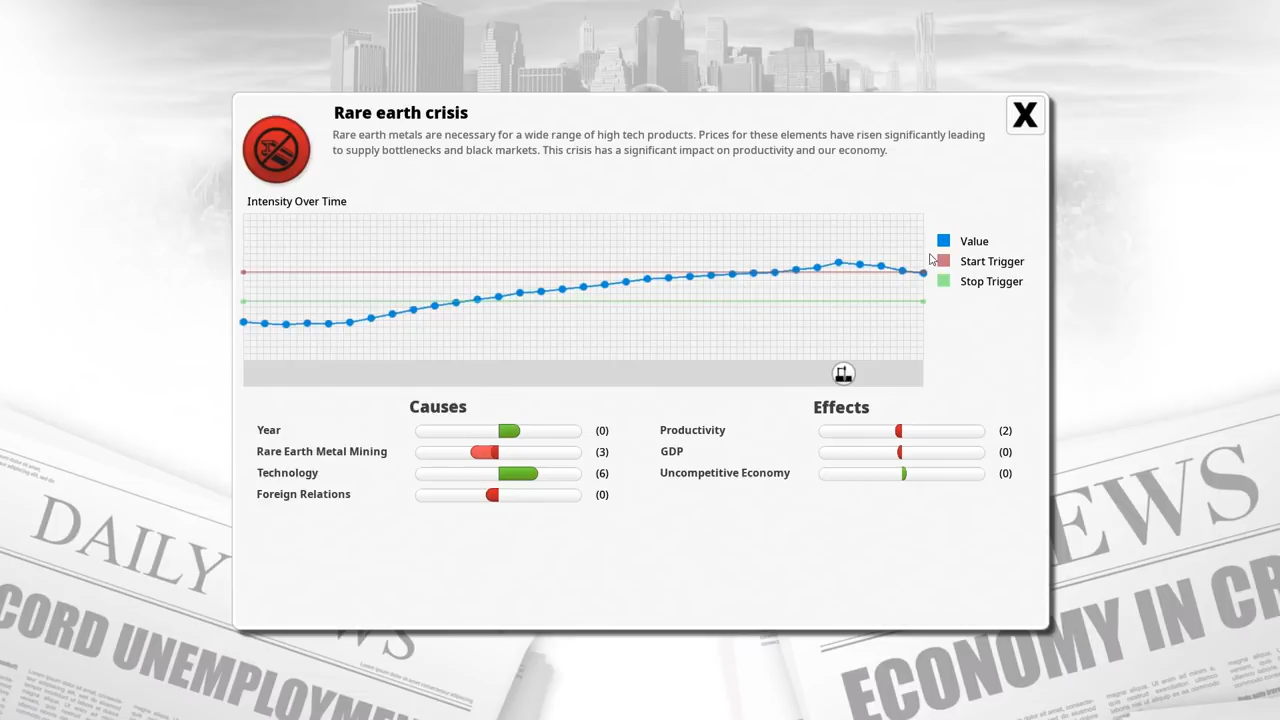 Rare earth crisis
X
Rare earth metals are necessary for a wide range of high tech products. Prices for these elements have risen significantly leading
to supply bottlenecks and black markets. This crisis has a significant impact on productivity and our economy.
Intensity Over Time
Value
Start Trigger
Stop Trigger
Causes
Year (0)
Rare Earth Metal Mining (3)
Technology (6)
Foreign Relations (0)
Effects
Productivity (2)
GDP (0)
Uncompetitive Economy (0)
DAILY
NEWS
ECONOMY IN